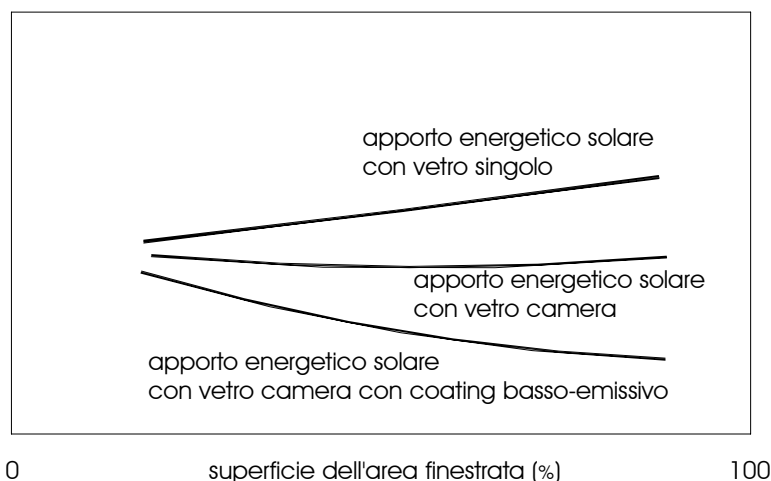 apporto energetico solare
con vetro singolo
apporto energetico solare
con vetro camera
apporto energetico solare
con vetro camera con coating basso-emissivo
0 superficie dell'area finestrata (%) 100